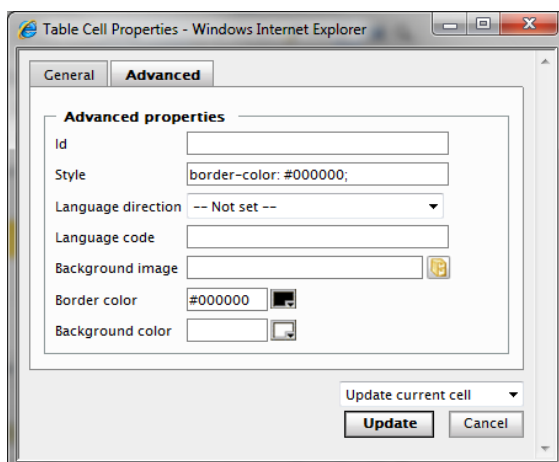 Table Cell Properties - Windows Internet Explorer
General Advanced
Advanced properties
Id
Style border-color: #000000;
Language direction -- Not set --
Language code
Background image
Border color #000000
Background color
Update current cell
Update Cancel